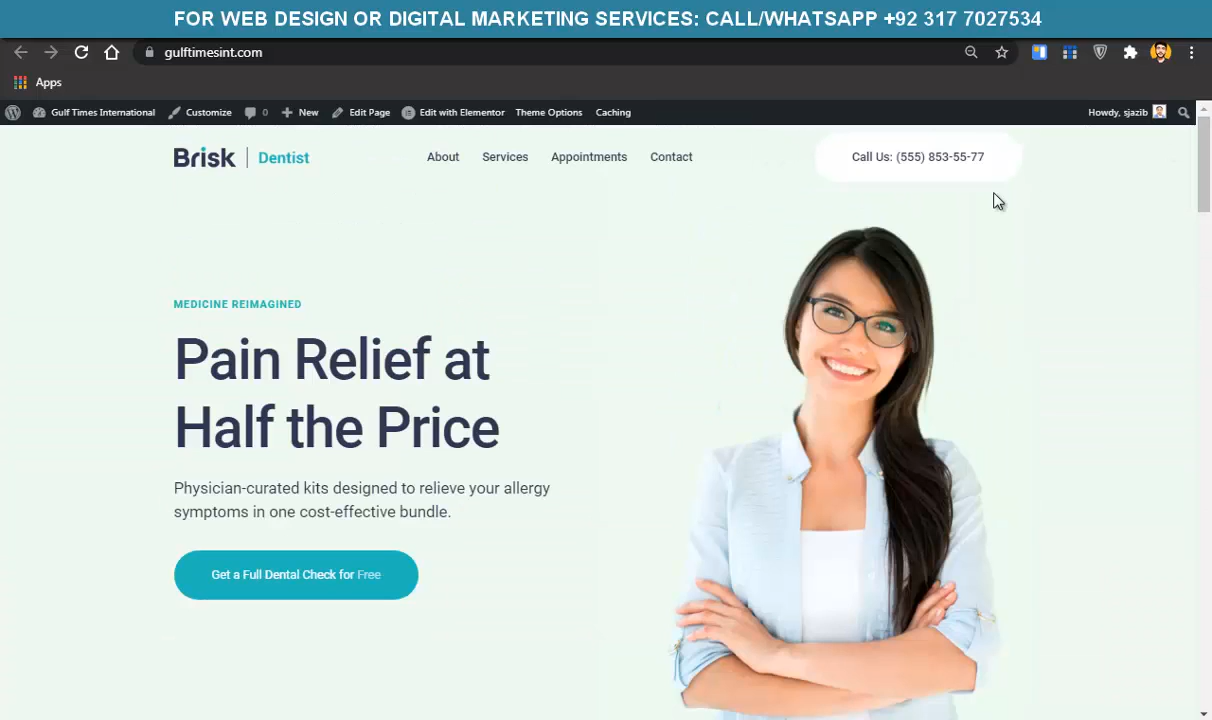 FOR WEB DESIGN OR DIGITAL MARKETING SERVICES: CALL/WHATSAPP +92 317 7027534
gulftimesint.com
Apps
Gulf Times International Customize 0 New Edit Page Edit with Elementor Theme Options Caching Howdy, sjazib
Brisk Dentist About Services Appointments Contact Call Us: (555) 853-55-77
MEDICINE REIMAGINED
Pain Relief at
Half the Price
Physician-curated kits designed to relieve your allergy
symptoms in one cost-effective bundle.
Get a Full Dental Check for Free